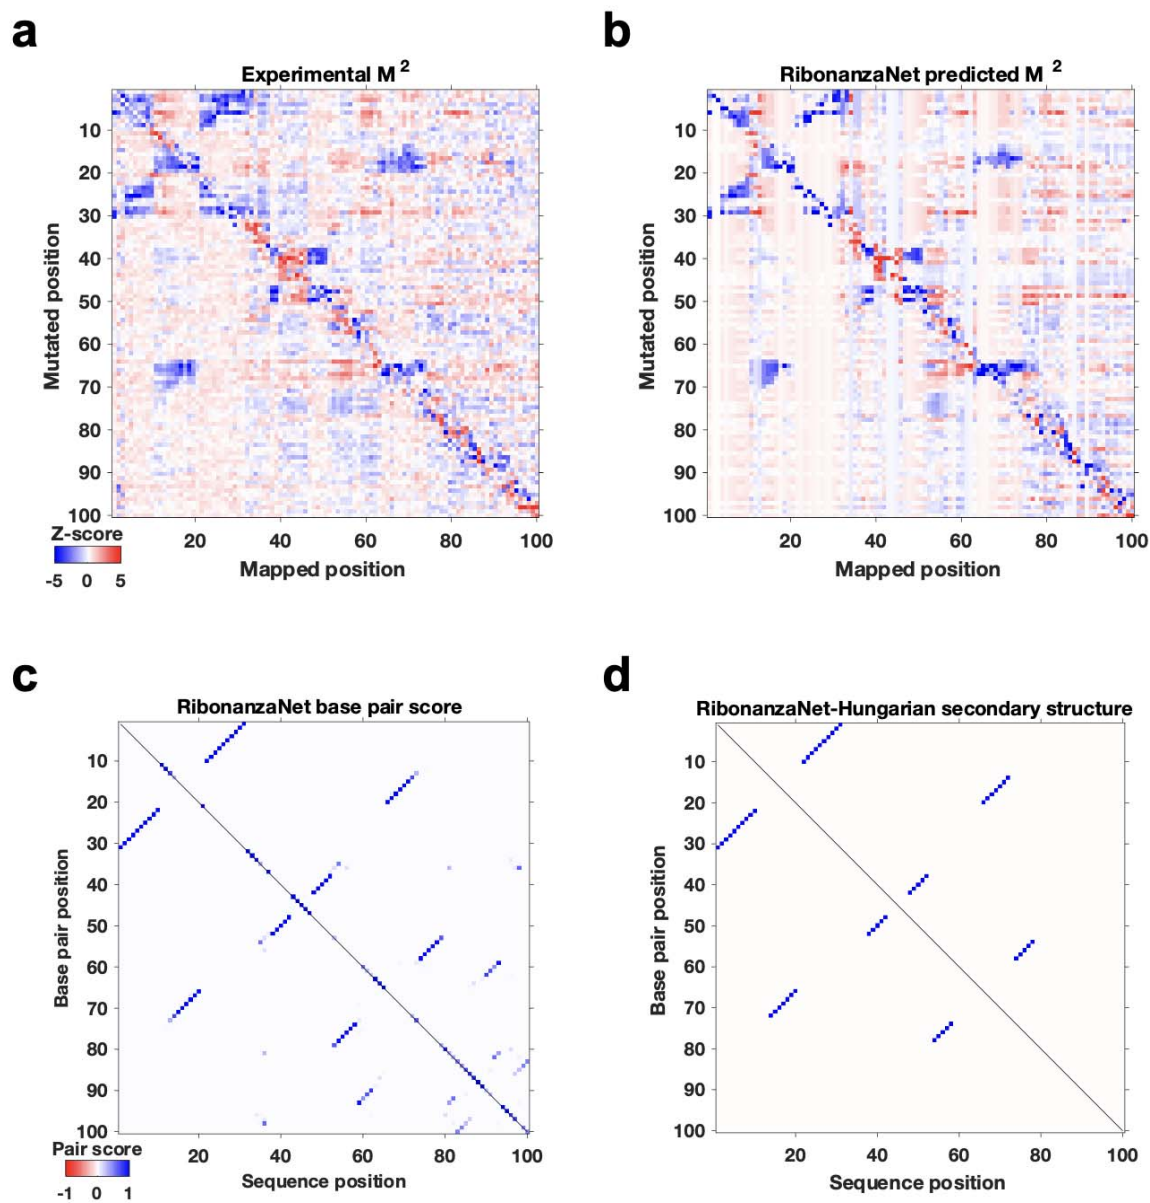 a
b
Experimental M 2
RibonanzaNet predicted M 2
Mutated position
10
20
30
40
50
60
70
80
90
100
20 40 60 80 100
Mapped position
Z-score
-5 0 5
Mutated position
10
20
30
40
50
60
70
80
90
100
20 40 60 80 100
Mapped position
c
d
RibonanzaNet base pair score
RibonanzaNet-Hungarian secondary structure
Base pair position
10
20
30
40
50
60
70
80
90
100
20 40 60 80 100
Sequence position
Pair score
-1 0 1
Base pair position
10
20
30
40
50
60
70
80
90
100
20 40 60 80 100
Sequence position